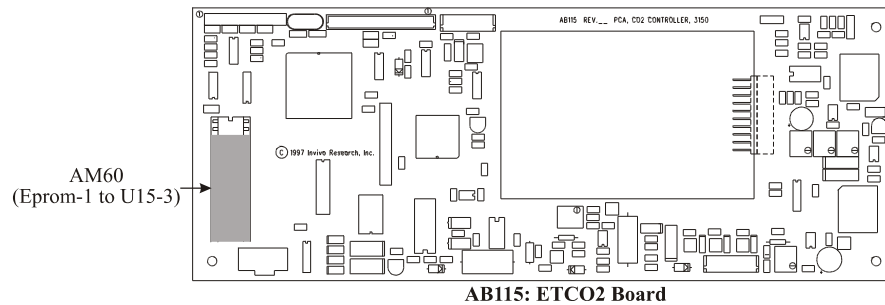 AB115 REV.__ PCA, CO2 CONTROLLER, 3150
© 1997 Invivo Research, Inc.
AM60
(Eprom-1 to U15-3)
AB115: ETCO2 Board